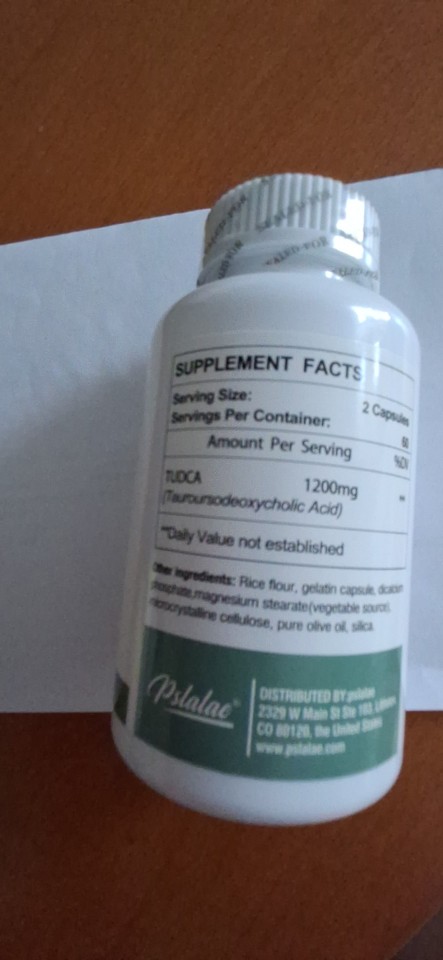 SEALED-FOR
SUPPLEMENT FACTS
Serving Size: 2 Capsules
Servings Per Container: 60
Amount Per Serving %DV
TUDCA 1200mg **
(Tauroursodeoxycholic Acid)
**Daily Value not established
Other ingredients: Rice flour, gelatin capsule, dicalcium
phosphate,magnesium stearate(vegetable source),
microcrystalline cellulose, pure olive oil, silica.
Pslalae®
DISTRIBUTED BY:pslalae
2329 W Main St Ste 103,
CO 80120, the United States
www.pslalae.com